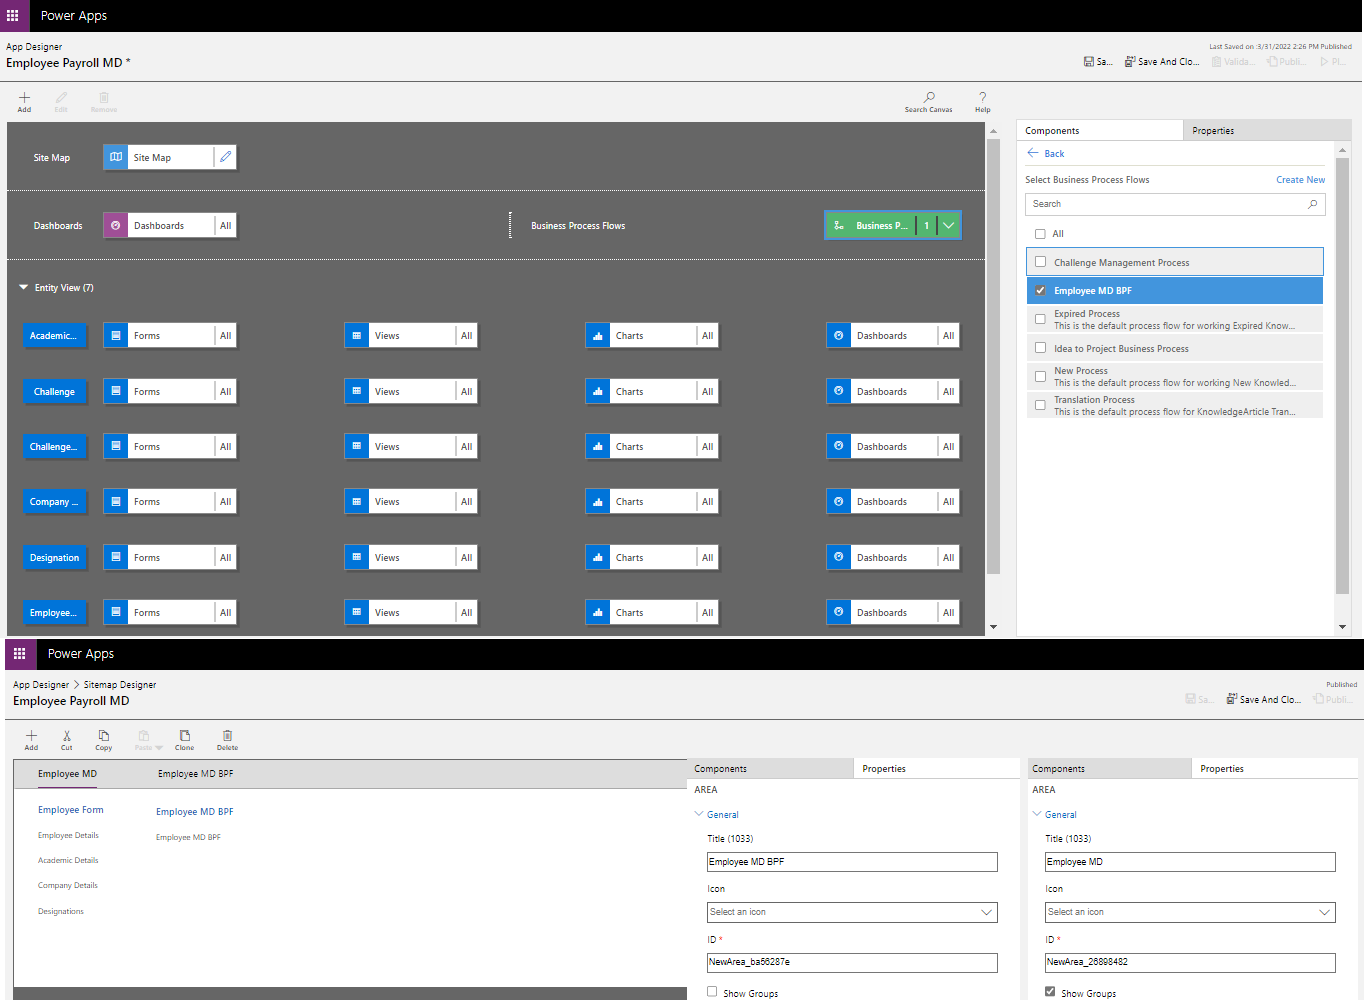 Power Apps
App Designer
Employee Payroll MD *
Last Saved on :3/31/2022 2:26 PM Published
Sa... Save And Clo... Valida... Publi... Pl...
Add Edit Remove Search Canvas Help
Site Map Site Map
Dashboards Dashboards All Business Process Flows Business P... 1
Entity View (7)
Academic... Forms All Views All Charts All Dashboards All
Challenge Forms All Views All Charts All Dashboards All
Challenge... Forms All Views All Charts All Dashboards All
Company ... Forms All Views All Charts All Dashboards All
Designation Forms All Views All Charts All Dashboards All
Employee... Forms All Views All Charts All Dashboards All
Components Properties
Back
Select Business Process Flows Create New
Search
All
Challenge Management Process
Employee MD BPF
Expired Process
This is the default process flow for working Expired Know...
Idea to Project Business Process
New Process
This is the default process flow for working New Knowled...
Translation Process
This is the default process flow for KnowledgeArticle Tran...
Power Apps
App Designer > Sitemap Designer
Employee Payroll MD
Published
Sa... Save And Clo... Publi...
Add Cut Copy Paste Clone Delete
Employee MD Employee MD BPF
Employee Form Employee MD BPF
Employee Details Employee MD BPF
Academic Details
Company Details
Designations
Components Properties
AREA
General
Title (1033)
Employee MD BPF
Icon
Select an icon
ID *
NewArea_ba56287e
Show Groups
Components Properties
AREA
General
Title (1033)
Employee MD
Icon
Select an icon
ID *
NewArea_26898482
Show Groups